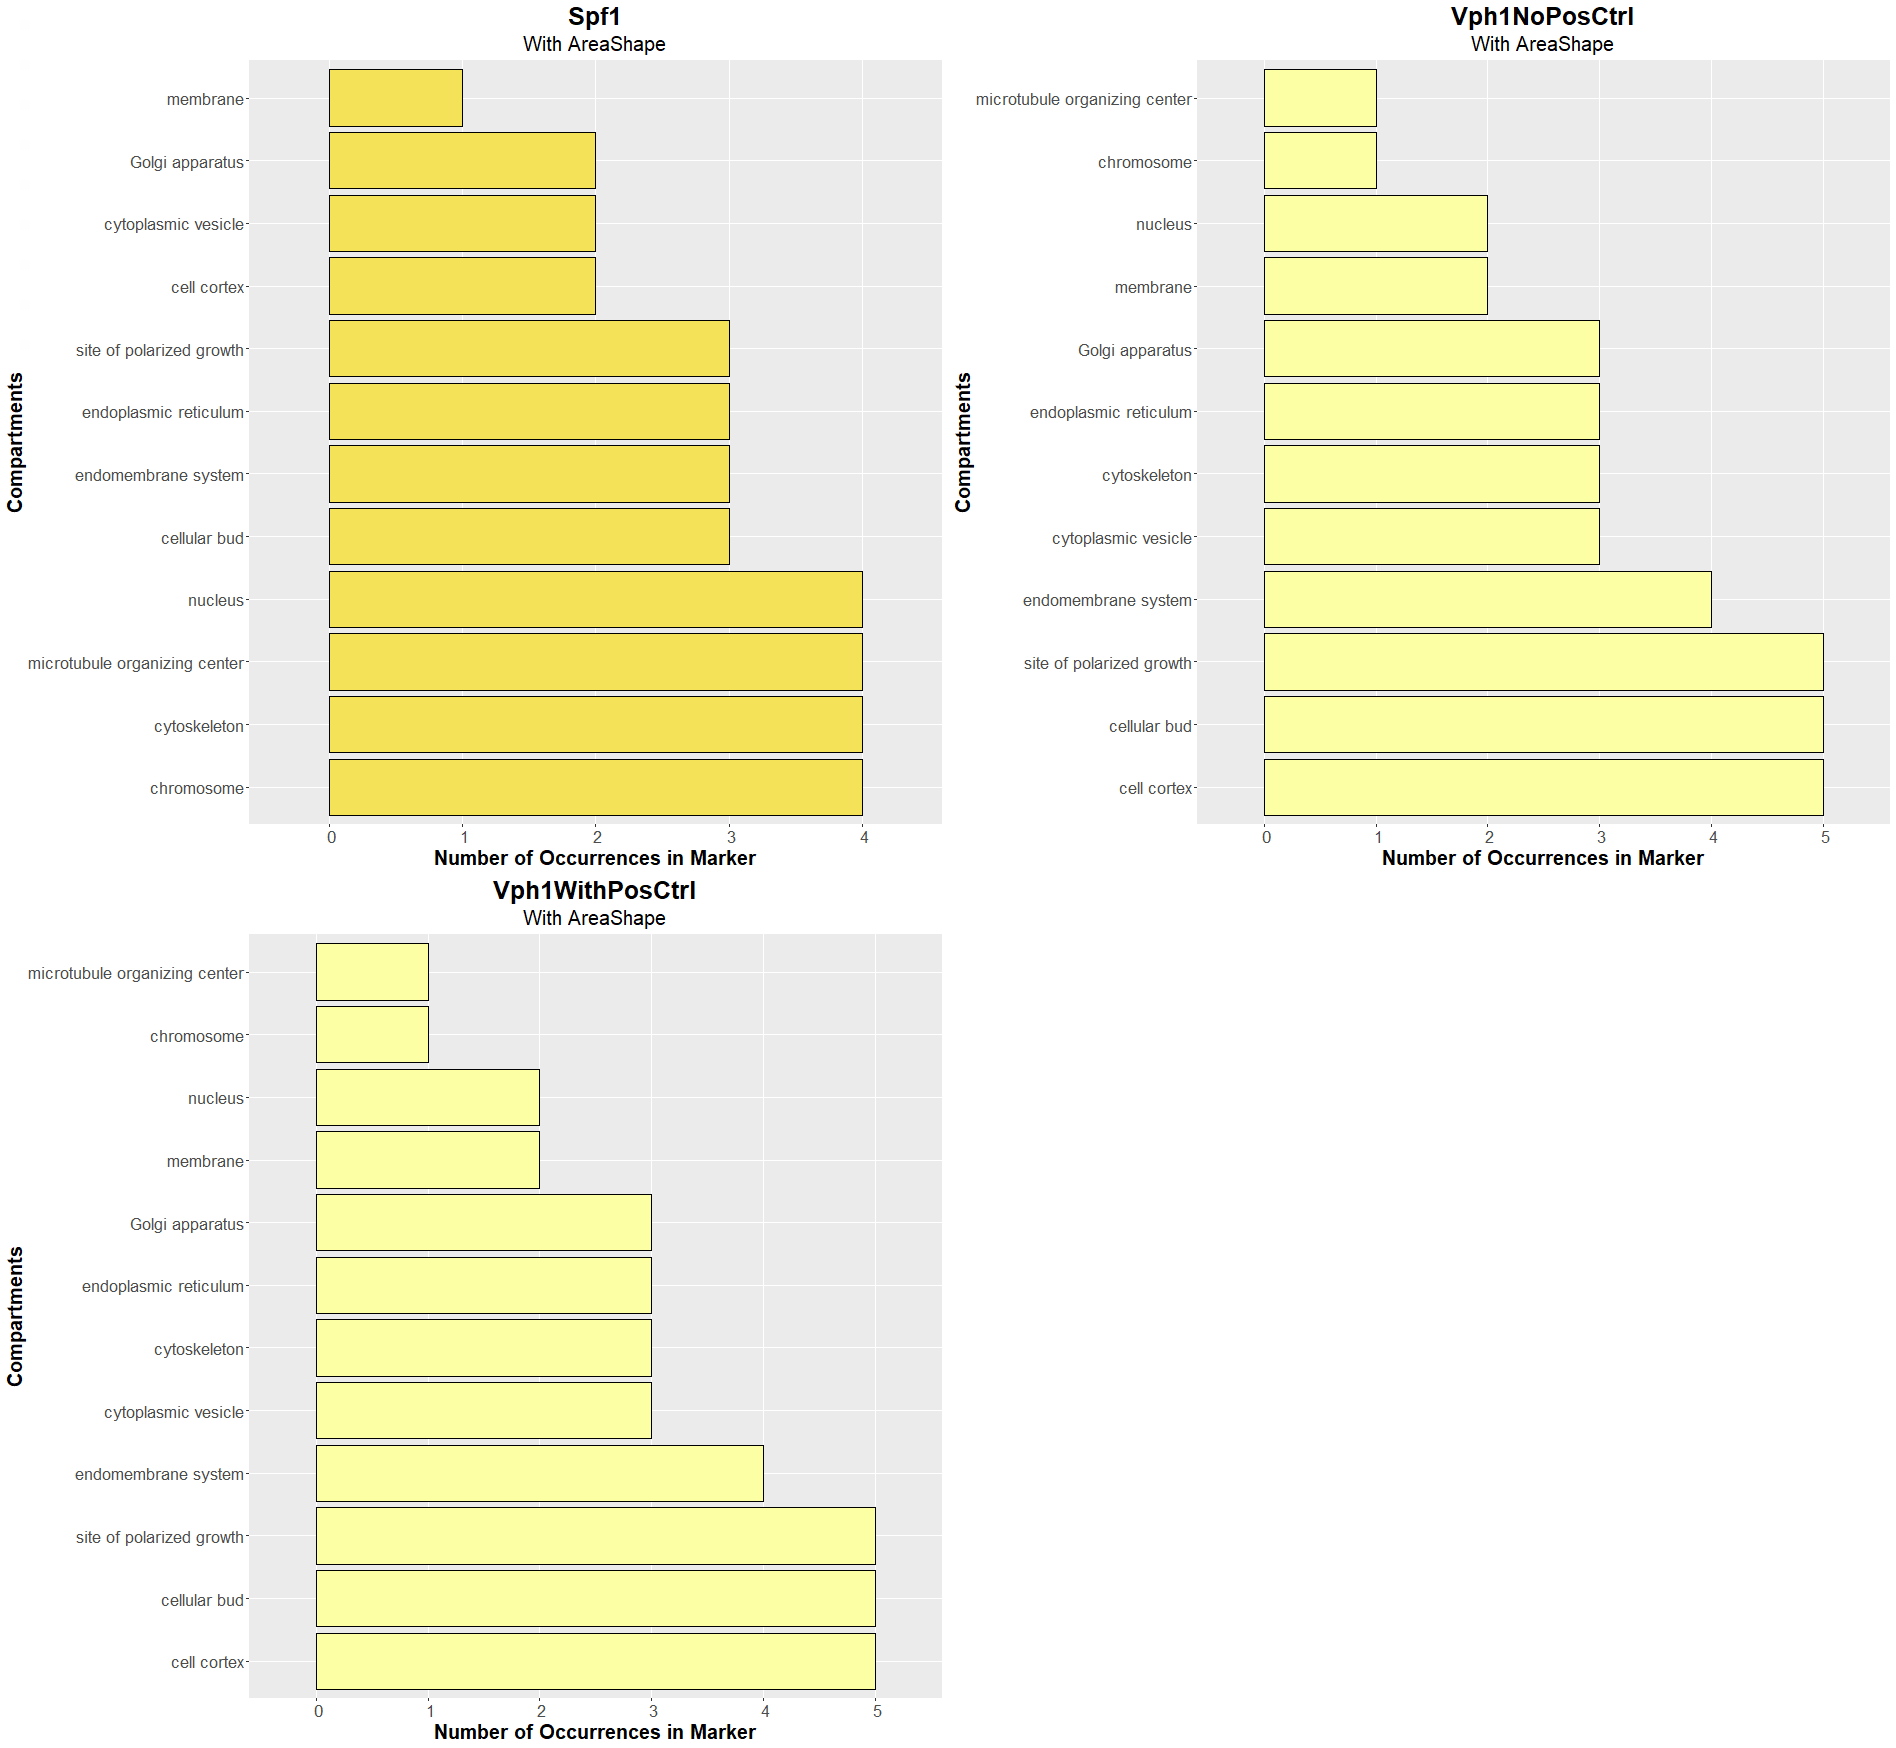 Spf1
With AreaShape
Compartments
membrane
Golgi apparatus
cytoplasmic vesicle
cell cortex
site of polarized growth
endoplasmic reticulum
endomembrane system
cellular bud
nucleus
microtubule organizing center
cytoskeleton
chromosome
0 1 2 3 4
Number of Occurrences in Marker
Vph1NoPosCtrl
With AreaShape
Compartments
microtubule organizing center
chromosome
nucleus
membrane
Golgi apparatus
endoplasmic reticulum
cytoskeleton
cytoplasmic vesicle
endomembrane system
site of polarized growth
cellular bud
cell cortex
0 1 2 3 4 5
Number of Occurrences in Marker
Vph1WithPosCtrl
With AreaShape
Compartments
microtubule organizing center
chromosome
nucleus
membrane
Golgi apparatus
endoplasmic reticulum
cytoskeleton
cytoplasmic vesicle
endomembrane system
site of polarized growth
cellular bud
cell cortex
0 1 2 3 4 5
Number of Occurrences in Marker